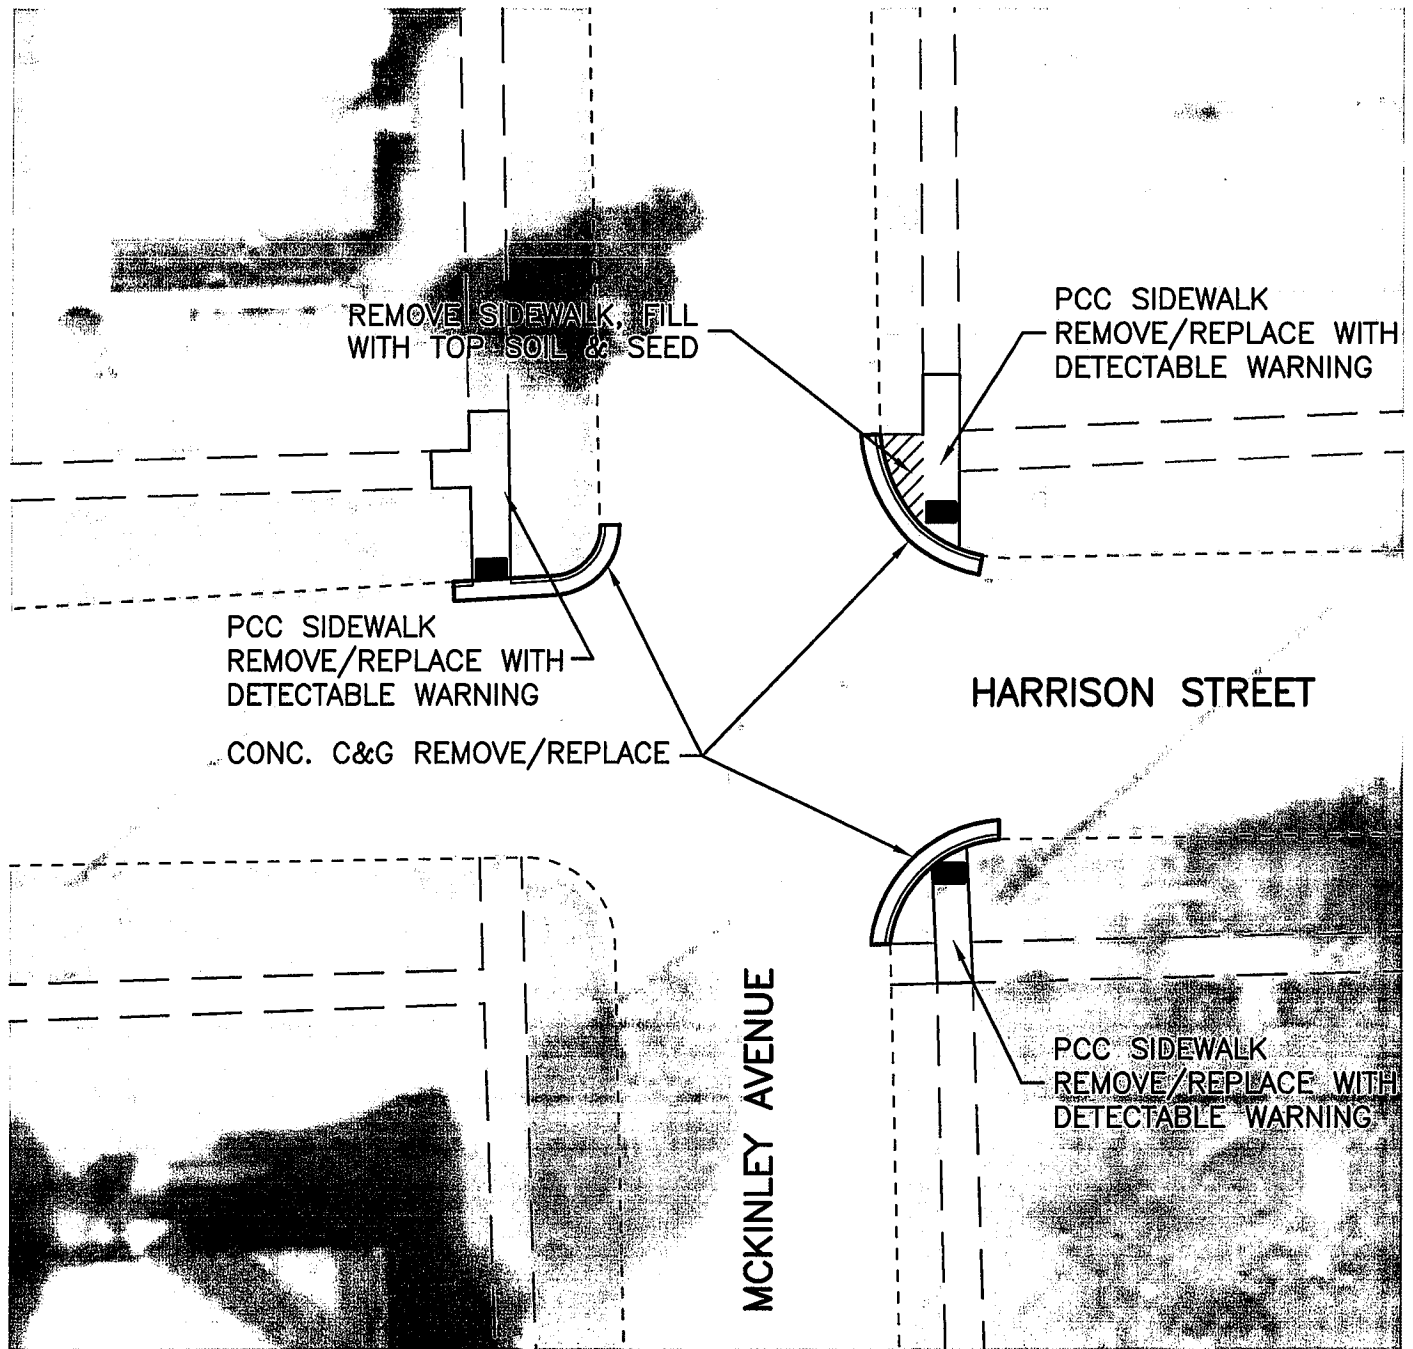 REMOVE SIDEWALK, FILL
WITH TOP SOIL & SEED
PCC SIDEWALK
REMOVE/REPLACE WITH
DETECTABLE WARNING
PCC SIDEWALK
REMOVE/REPLACE WITH
DETECTABLE WARNING
HARRISON STREET
CONC. C&G REMOVE/REPLACE
MCKINLEY AVENUE
PCC SIDEWALK
REMOVE/REPLACE WITH
DETECTABLE WARNING